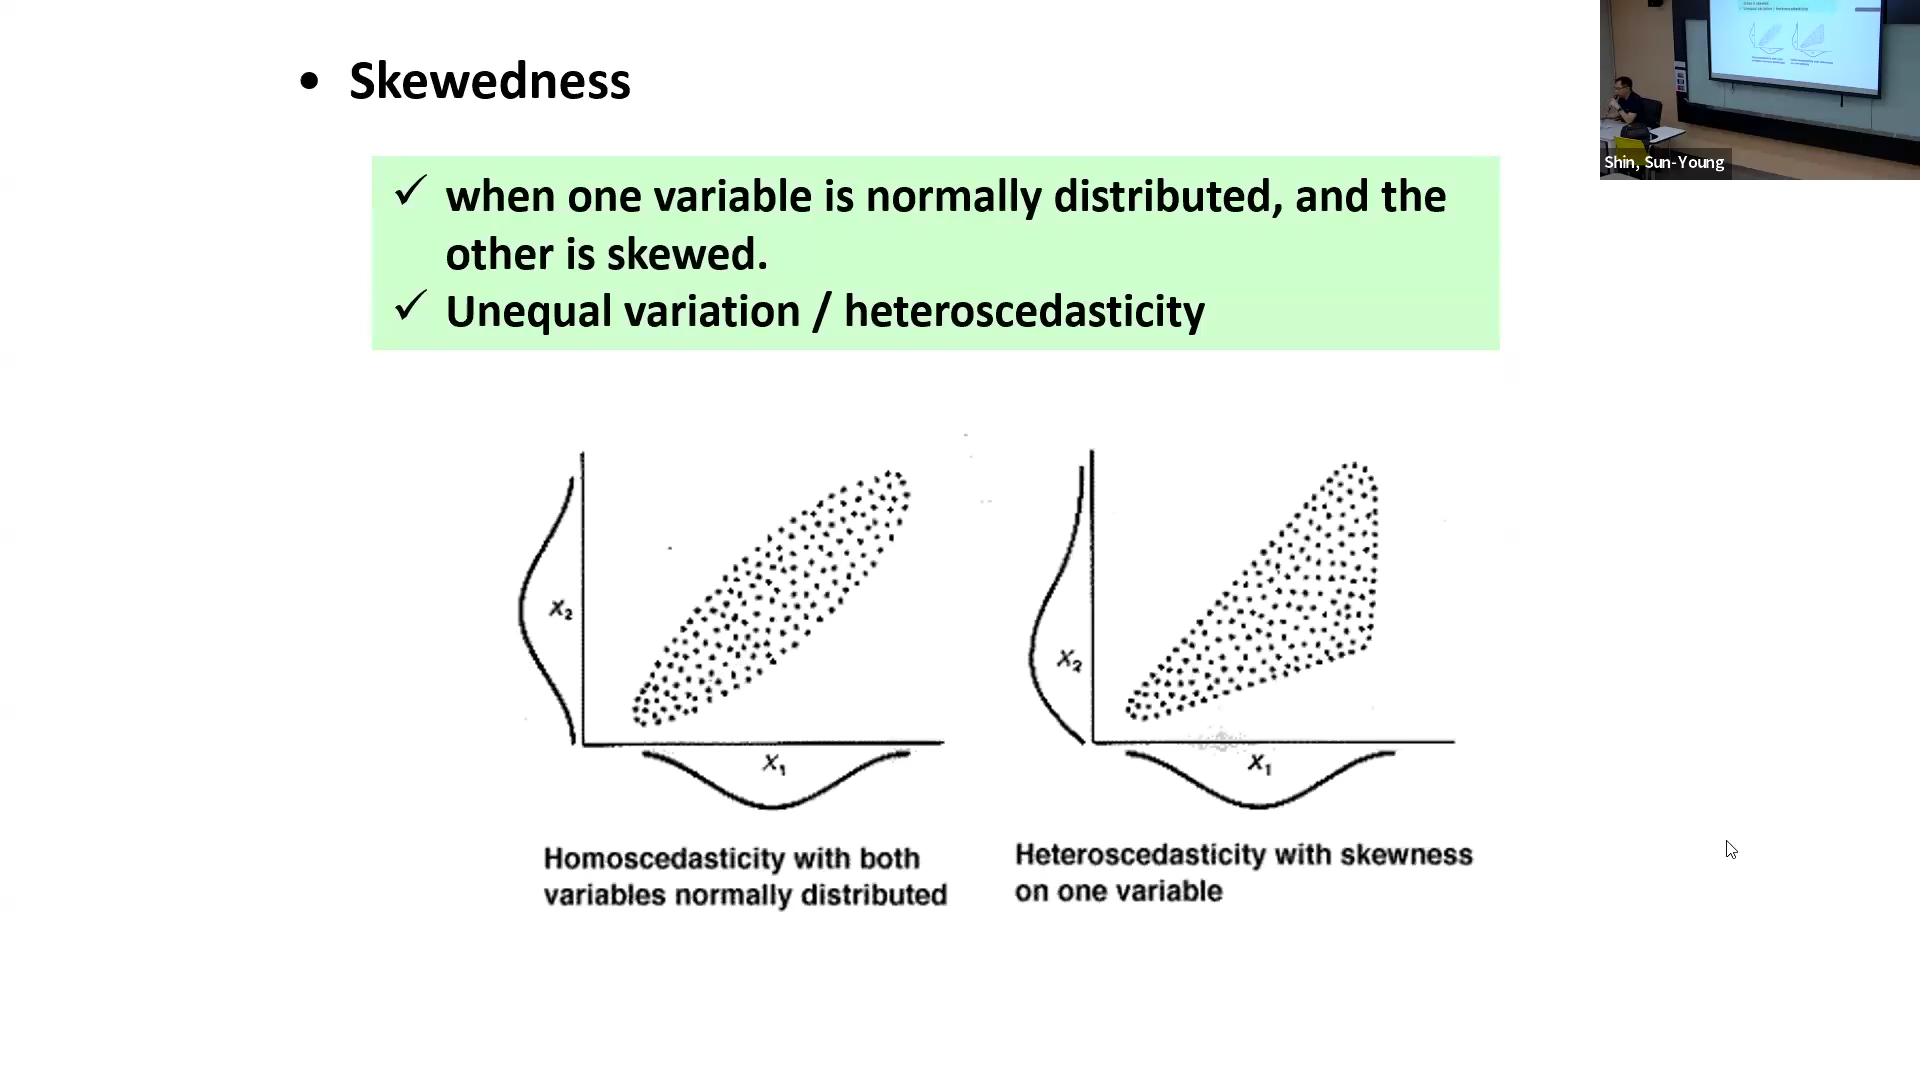 • Skewedness
✓ when one variable is normally distributed, and the
other is skewed.
✓ Unequal variation / heteroscedasticity
X₂
X₁
Homoscedasticity with both
variables normally distributed
X₂
X₁
Heteroscedasticity with skewness
on one variable
Shin, Sun-Young